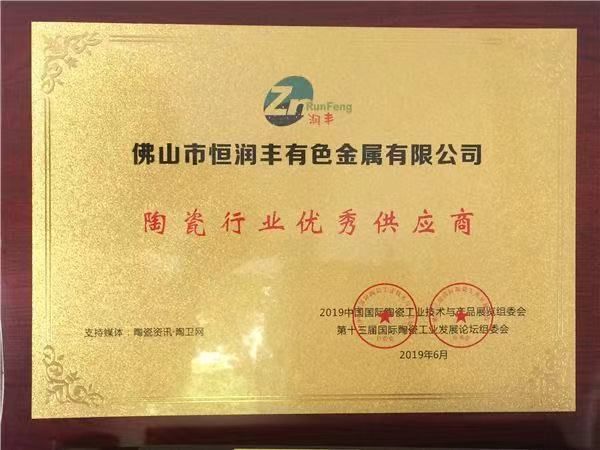 Zn
RunFeng
润丰
佛山市恒润丰有色金属有限公司
陶瓷行业优秀供应商
支持媒体：陶瓷资讯·陶卫网
2019中国国际陶瓷工业技术与产品展览组委会
第十三届国际陶瓷工业发展论坛组委会
2019年6月